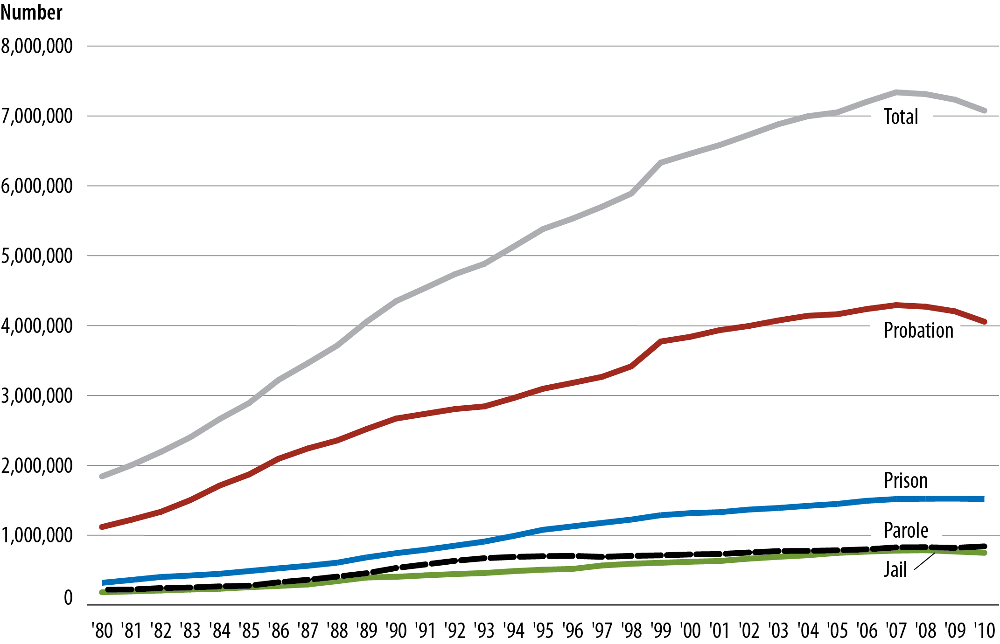 Number
8,000,000
7,000,000
Total
6,000,000
5,000,000
4,000,000
Probation
3,000,000
2,000,000
Prison
1,000,000
Parole
Jail
0
'80 '81 '82 '83 '84 '85 '86 '87 '88 '89 '90 '91 '92 '93 '94 '95 '96 '97 '98 '99 '00 '01 '02 '03 '04 '05 '06 '07 '08 '09 '10